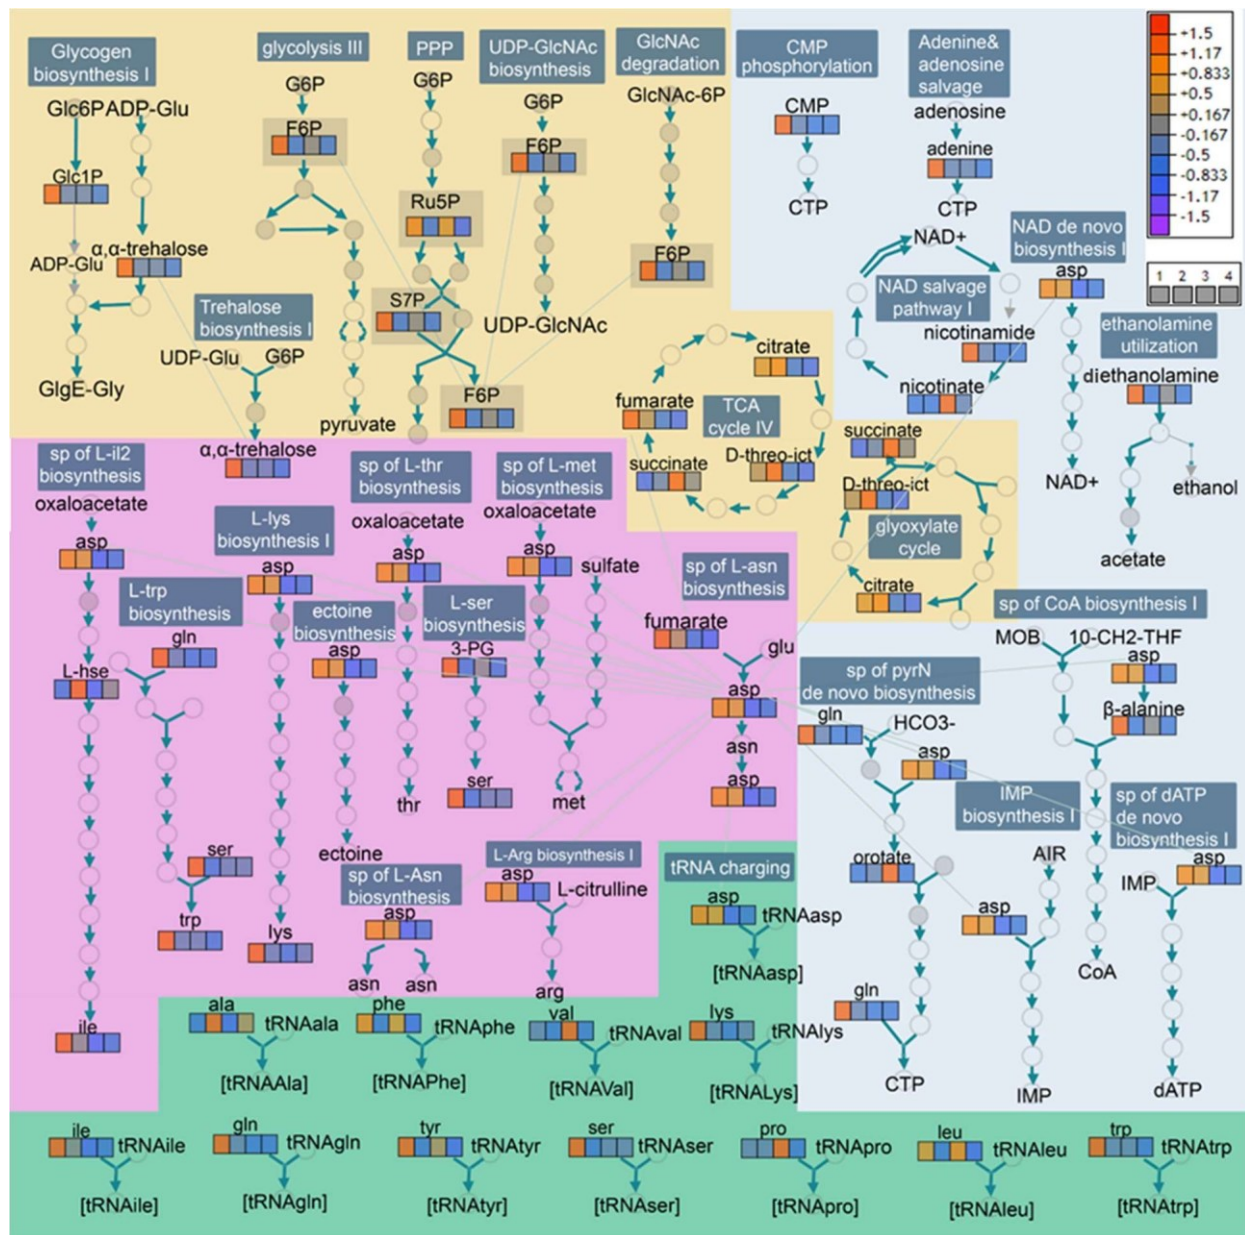 Glycogen
biosynthesis I
glycolysis III
PPP
UDP-GlcNAc
biosynthesis
GlcNAc
degradation
CMP
phosphorylation
Adenine&
adenosine
salvage
+1.5
+1.17
+0.833
+0.5
+0.167
-0.167
-0.5
-0.833
-1.17
-1.5
1 2 3 4
Glc6P
ADP-Glu
Glc1P
ADP-Glu
α,α-trehalose
GlgE-Gly
G6P
F6P
pyruvate
Trehalose
biosynthesis I
UDP-Glu
G6P
α,α-trehalose
G6P
Ru5P
S7P
F6P
G6P
F6P
UDP-GlcNAc
GlcNAc-6P
F6P
CMP
CTP
adenosine
adenine
CTP
NAD+
NAD salvage
pathway I
nicotinamide
nicotinate
NAD de novo
biosynthesis I
asp
NAD+
ethanolamine
utilization
diethanolamine
ethanol
acetate
citrate
fumarate
TCA
cycle IV
succinate
D-threo-ict
succinate
D-threo-ict
glyoxylate
cycle
citrate
sp of L-il2
biosynthesis
oxaloacetate
asp
L-hse
ile
L-trp
biosynthesis
gln
ser
trp
L-lys
biosynthesis I
asp
lys
ectoine
biosynthesis
asp
ectoine
sp of L-thr
biosynthesis
oxaloacetate
asp
thr
L-ser
biosynthesis
3-PG
ser
sp of L-met
biosynthesis
oxaloacetate
asp
sulfate
met
sp of L-asn
biosynthesis
fumarate
glu
asp
asn
asp
sp of L-Asn
biosynthesis
asp
asn
asn
L-Arg biosynthesis I
asp
L-citrulline
arg
sp of pyrN
de novo biosynthesis
gln
HCO3-
asp
orotate
gln
CTP
IMP
biosynthesis I
AIR
asp
IMP
sp of CoA biosynthesis I
MOB
10-CH2-THF
asp
β-alanine
CoA
sp of dATP
de novo
biosynthesis I
asp
IMP
dATP
tRNA charging
asp
tRNAasp
[tRNAasp]
ala
tRNAala
[tRNAAla]
phe
tRNAphe
[tRNAPhe]
val
tRNAval
[tRNAVal]
lys
tRNAlys
[tRNALys]
ile
tRNAile
[tRNAile]
gln
tRNAgln
[tRNAgln]
tyr
tRNAtyr
[tRNAtyr]
ser
tRNAser
[tRNAser]
pro
tRNApro
[tRNApro]
leu
tRNAleu
[tRNAleu]
trp
tRNAtrp
[tRNAtrp]